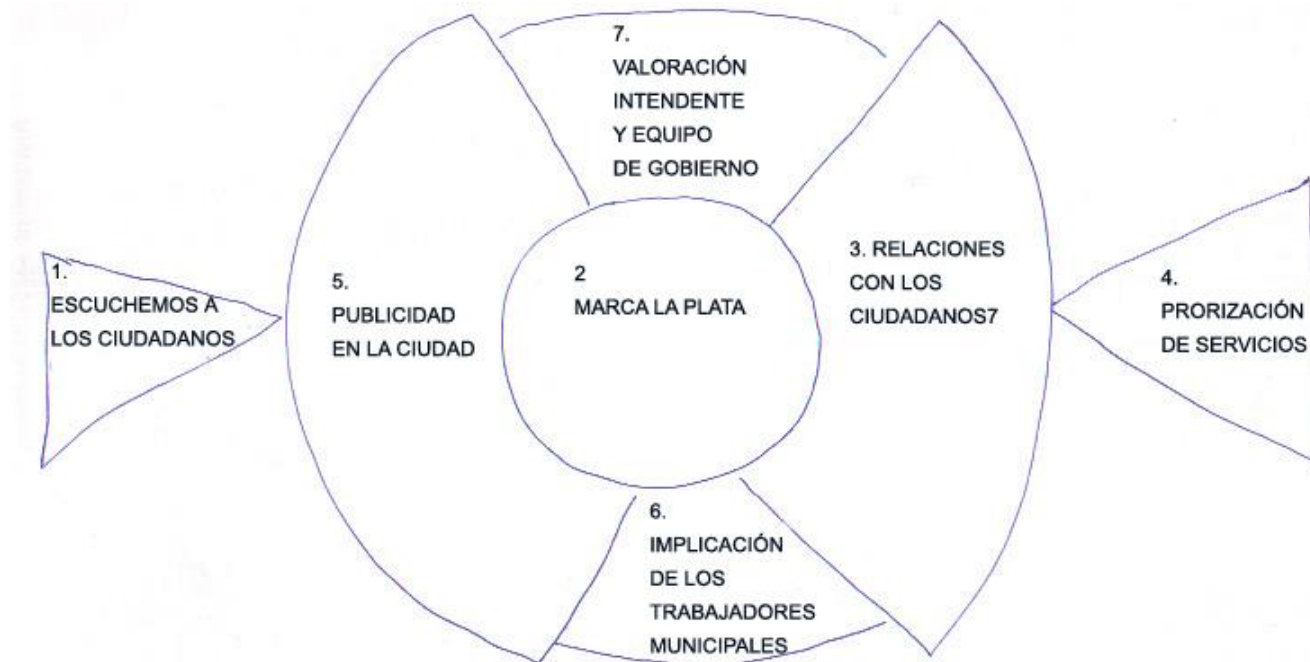 7.
VALORACIÓN
INTENDENTE
Y EQUIPO
DE GOBIERNO
1.
ESCUCHEMOS A
LOS CIUDADANOS
5.
PUBLICIDAD
EN LA CIUDAD
2
MARCA LA PLATA
3. RELACIONES
CON LOS
CIUDADANOS7
4.
PRORIZACIÓN
DE SERVICIOS
6.
IMPLICACIÓN
DE LOS
TRABAJADORES
MUNICIPALES